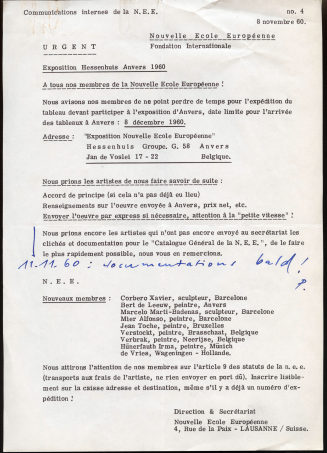 Communications internes de la N.E.E. no. 4
8 novembre 60.
Nouvelle Ecole Européenne
URGENT Fondation Internationale
Exposition Hessenhuis Anvers 1960
A tous nos membres de la Nouvelle Ecole Européenne !
Nous avisons nos membres de ne point perdre de temps pour l'expédition du
tableau devant participer à l'exposition d'Anvers, date limite pour l'arrivée
des tableaux à Anvers : 8 décembre 1960.
Adresse : "Exposition Nouvelle Ecole Européenne"
Hessenhuis Groupe. G. 58 Anvers
Jan de Voslei 17 - 22 Belgique.
Nous prions les artistes de nous faire savoir de suite :
Accord de principe (si cela n'a pas déjà eu lieu)
Renseignements sur l'oeuvre envoyée à Anvers, prix net, etc.
Envoyer l'oeuvre par express si nécessaire, attention à la "petite vitesse" !
Nous prions encore les artistes qui n'ont pas encore envoyé au secrétariat les
clichés et documentation pour le "Catalogue Général de la N.E.E.", de le faire
le plus rapidement possible, nous vous en remercions.
11.11.60 : documentations bald !
N. E. E. P.
Nouveaux membres : Corbero Xavier, sculpteur, Barcelone
Bert de Leeuw, peintre, Anvers
Marcelo Marti-Badenas, sculpteur, Barcelone
Mier Alfonso, peintre, Barcelone
Jean Toche, peintre, Bruxelles
Verstockt, peintre, Brasschaat, Belgique
Verbrak, peintre, Neerijse, Belgique
Hünerfauth Irma, peintre, Münich
de Vries, Wageningen - Hollande.
Nous attirons l'attention de nos membres sur l'article 9 des statuts de la n. e. e.
(transports aux frais de l'artiste, ne rien envoyer en port dû). Inscrire lisible-
ment sur la caisse adresse et destination, même s'il y a déjà un numéro d'ex-
pédition !
Direction & Secrétariat
Nouvelle Ecole Européenne
4, Rue de la Paix - LAUSANNE / Suisse.